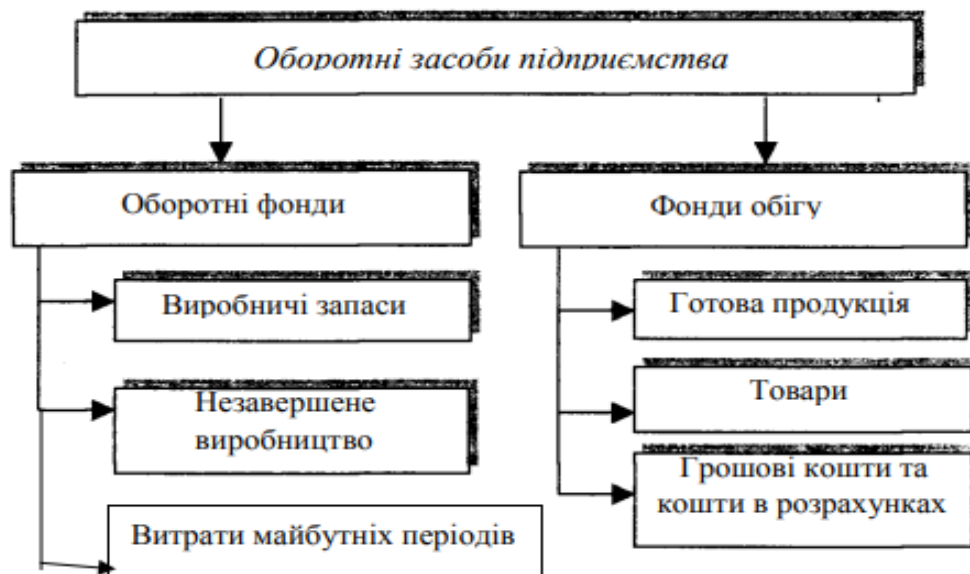 Оборотні засоби підприємства
Оборотні фонди
Фонди обігу
Виробничі запаси
Незавершене
виробництво
Витрати майбутніх періодів
Готова продукція
Товари
Грошові кошти та
кошти в розрахунках